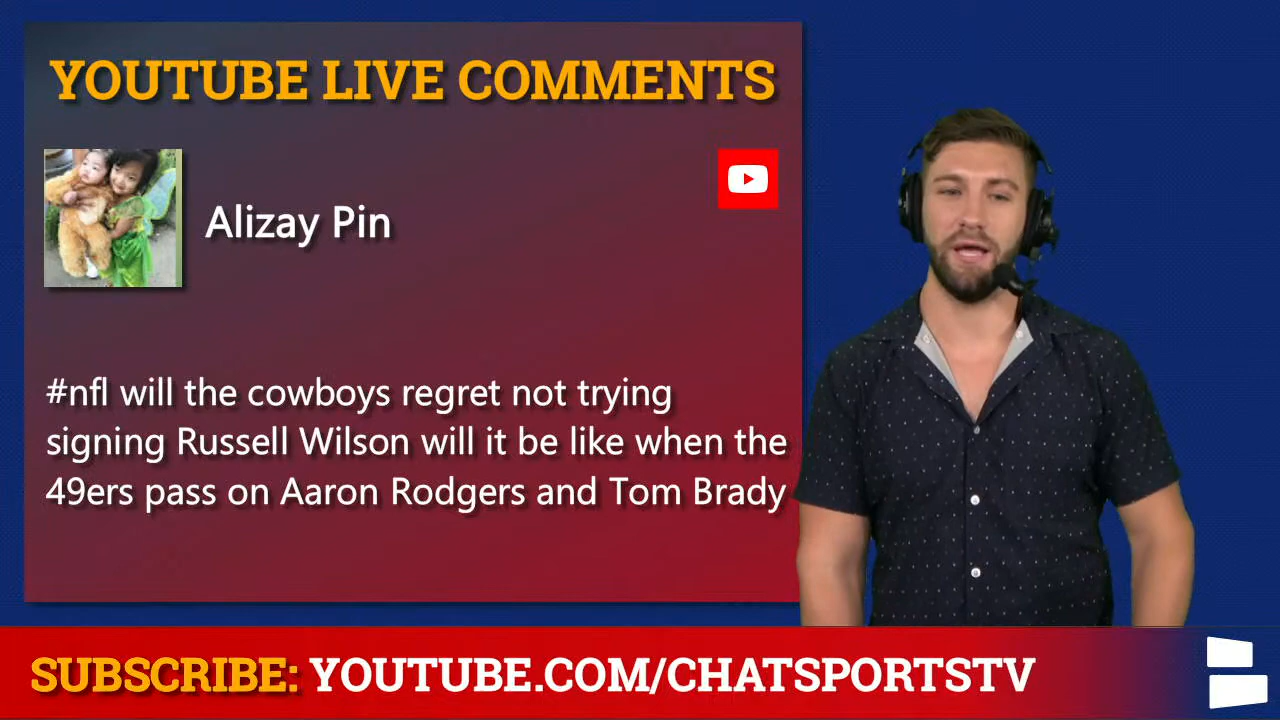 YOUTUBE LIVE COMMENTS
Alizay Pin
#nfl will the cowboys regret not trying
signing Russell Wilson will it be like when the
49ers pass on Aaron Rodgers and Tom Brady
SUBSCRIBE: YOUTUBE.COM/CHATSPORTSTV